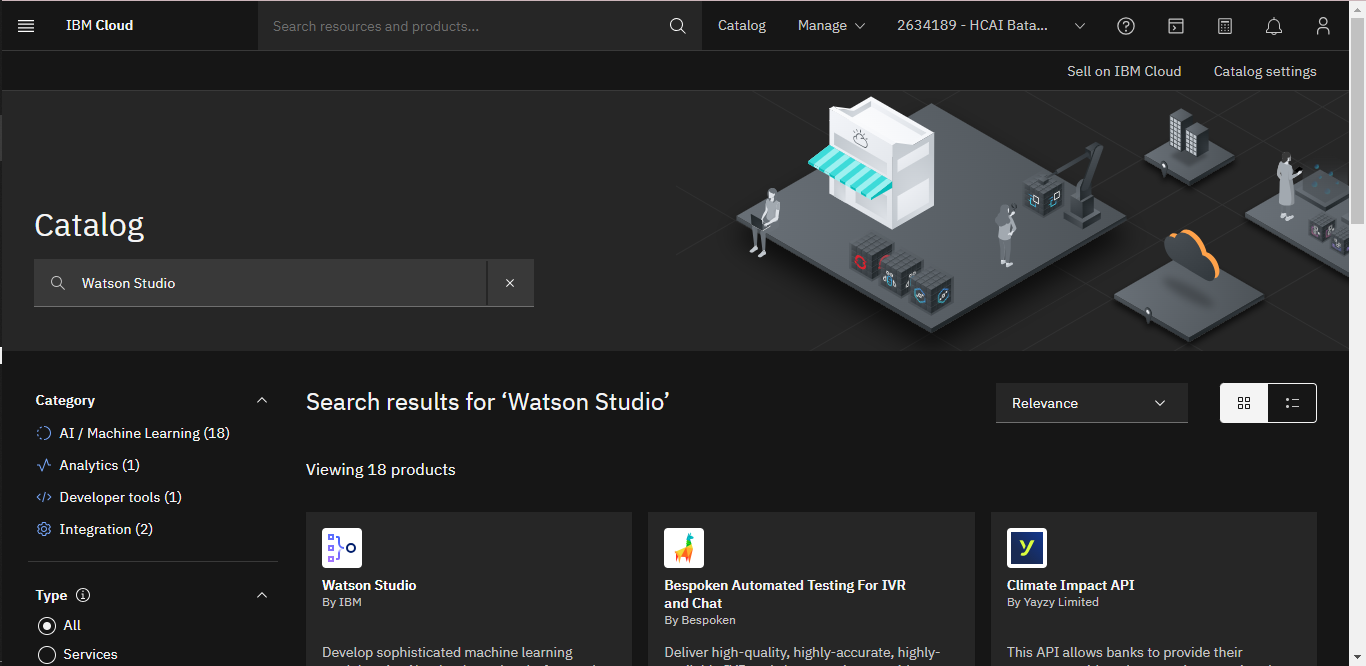 IBM Cloud
Search resources and products...
Catalog
Manage
2634189 - HCAI Bata...
Sell on IBM Cloud
Catalog settings
Catalog
Watson Studio
Category
AI / Machine Learning (18)
Analytics (1)
Developer tools (1)
Integration (2)
Type
All
Services
Search results for ‘Watson Studio’
Relevance
Viewing 18 products
Watson Studio
By IBM
Develop sophisticated machine learning
Bespoken Automated Testing For IVR
and Chat
By Bespoken
Deliver high-quality, highly-accurate, highly-
Climate Impact API
By Yayzy Limited
This API allows banks to provide their